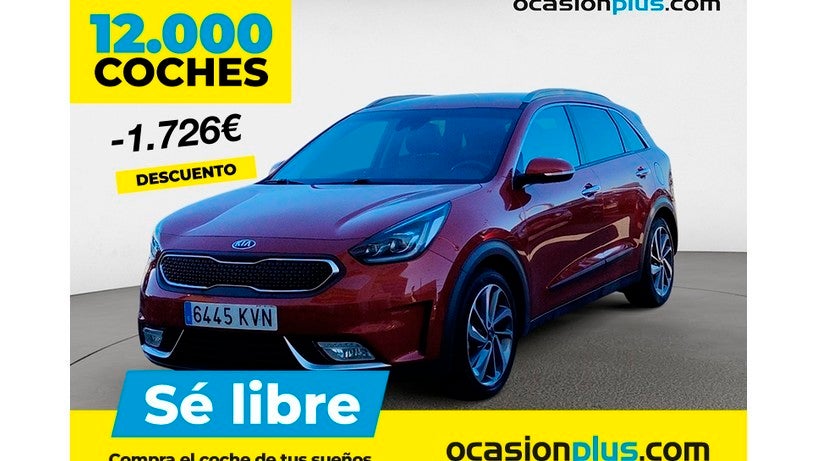 ocasionplus.com
12.000
COCHES
-1.726€
DESCUENTO
KIA
6445 KVN
Sé libre
Compra el coche de tus sueños
ocasionplus.com